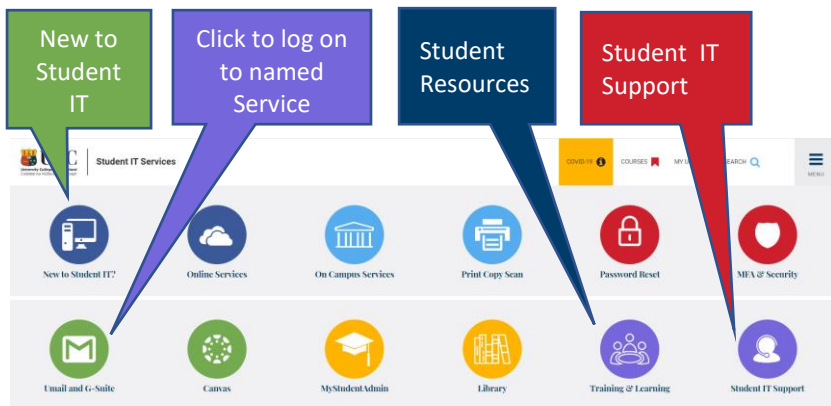 New to
Student
IT
Click to log on
to named
Service
Student
Resources
Student IT
Support
Student IT Services
COVID-19
COURSES
SEARCH
MENU
New to Student IT?
Online Services
On Campus Services
Print Copy Scan
Password Reset
MFA & Security
Umail and G-Suite
Canvas
MyStudentAdmin
Library
Training & Learning
Student IT Support